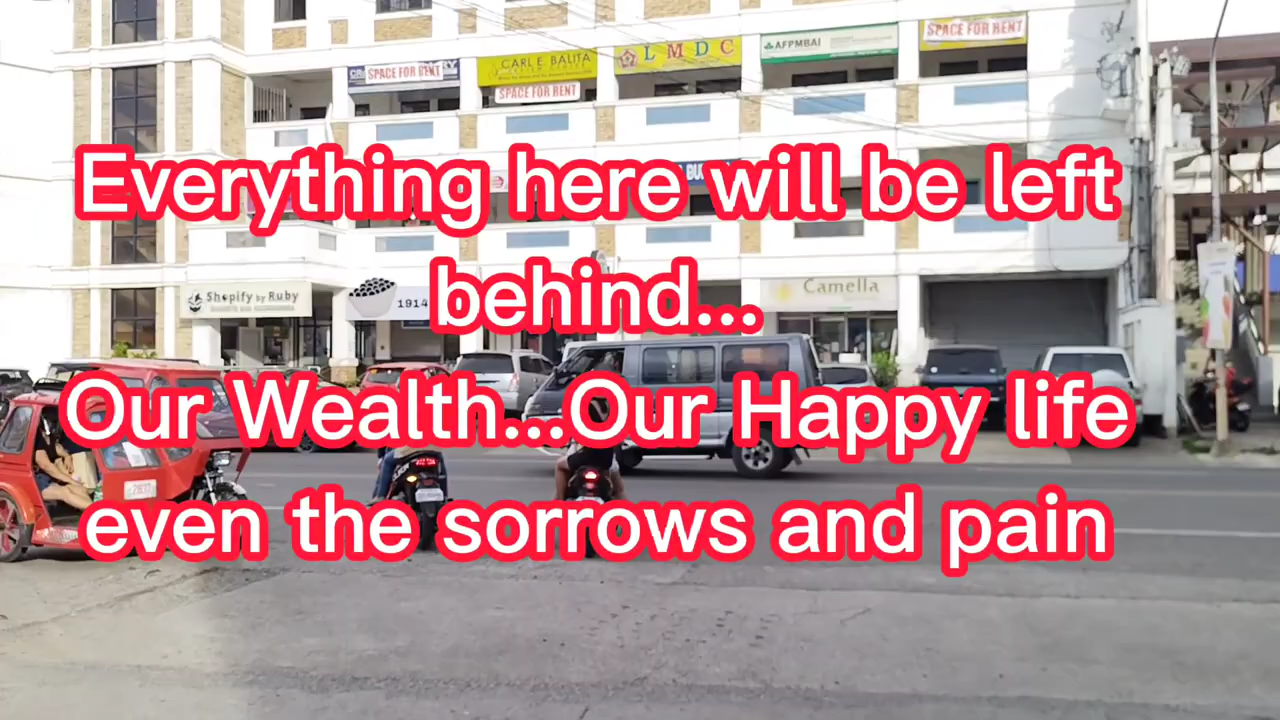 SPACE FOR RENT
CARL E. BALITA
SPACE FOR RENT
L M D C
AFPMBAI
SPACE FOR RENT
Everything here will be left
behind...
Shopify by Ruby
1914
Camella
Our Wealth...Our Happy life
even the sorrows and pain